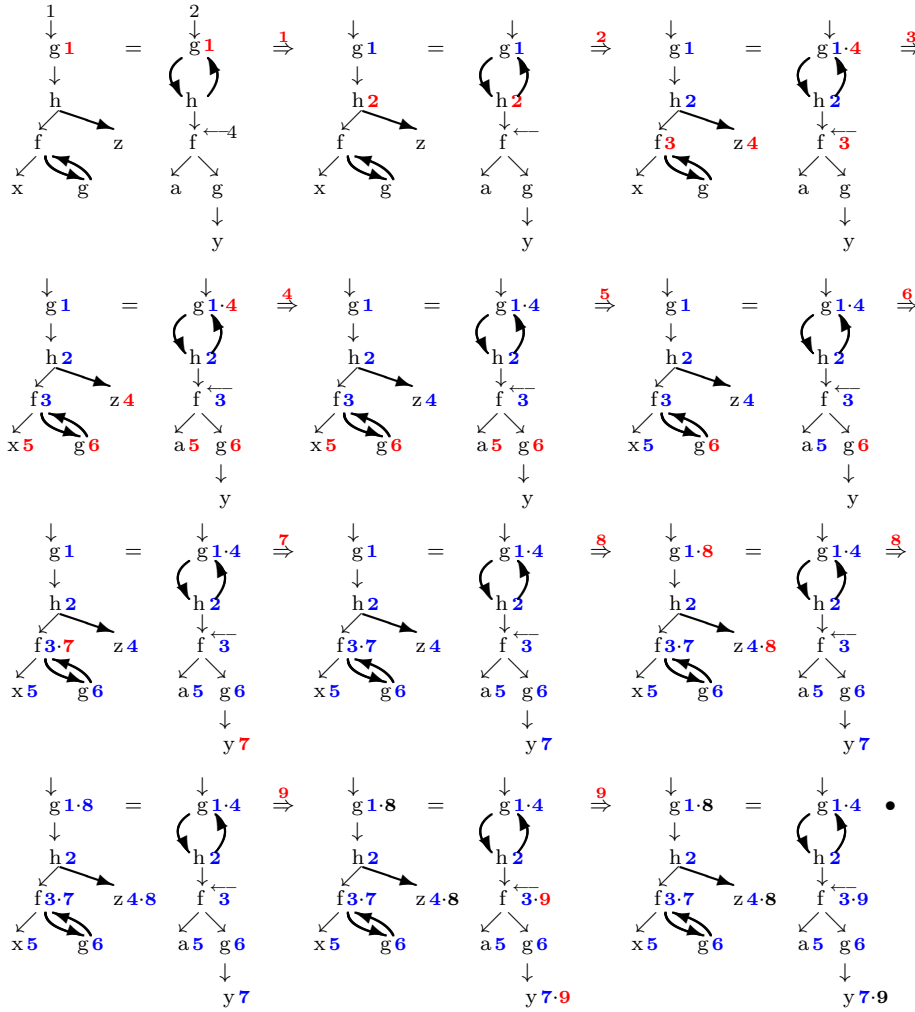 1 2
g 1 = g 1 1⇒ g 1 = g 1 2⇒ g 1 = g 1·4 3⇒
h h h 2 h 2 h 2 h 2
f z f ←−4 f z f ←− f 3 z 4 f ←− 3
x g a g x g a g x g a g
y y y
g 1 = g 1·4 4⇒ g 1 = g 1·4 5⇒ g 1 = g 1·4 6⇒
h 2 h 2 h 2 h 2 h 2 h 2
f 3 z 4 f ←− 3 f 3 z 4 f ←− 3 f 3 z 4 f ←− 3
x 5 g 6 a 5 g 6 x 5 g 6 a 5 g 6 x 5 g 6 a 5 g 6
y y y
g 1 = g 1·4 7⇒ g 1 = g 1·4 8⇒ g 1·8 = g 1·4 8⇒
h 2 h 2 h 2 h 2 h 2 h 2
f 3·7 z 4 f ←− 3 f 3·7 z 4 f ←− 3 f 3·7 z 4·8 f ←− 3
x 5 g 6 a 5 g 6 x 5 g 6 a 5 g 6 x 5 g 6 a 5 g 6
y 7 y 7 y 7
g 1·8 = g 1·4 9⇒ g 1·8 = g 1·4 9⇒ g 1·8 = g 1·4 •
h 2 h 2 h 2 h 2 h 2 h 2
f 3·7 z 4·8 f ←− 3 f 3·7 z 4·8 f ←− 3·9 f 3·7 z 4·8 f ←− 3·9
x 5 g 6 a 5 g 6 x 5 g 6 a 5 g 6 x 5 g 6 a 5 g 6
y 7 y 7·9 y 7·9